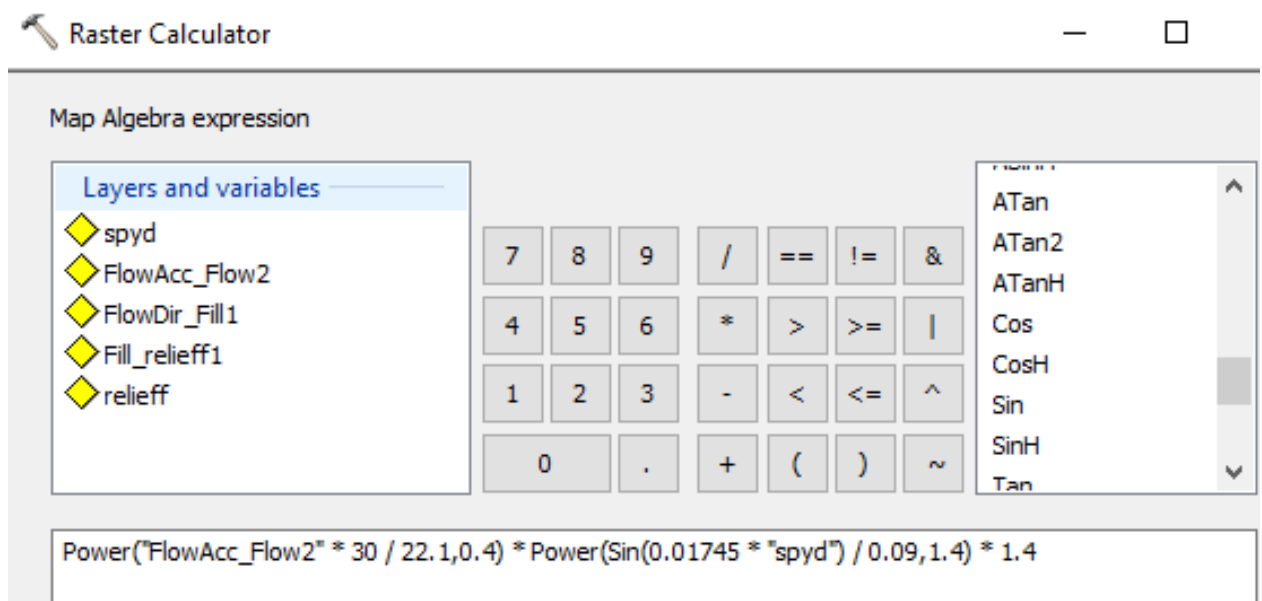 Raster Calculator
Map Algebra expression
Layers and variables
spyd
FlowAcc_Flow2
FlowDir_Fill1
Fill_relieff1
relieff
7 8 9 / == != &
4 5 6 * > >= |
1 2 3 - < <= ^
0 . + ( ) ~
ATan
ATan2
ATanH
Cos
CosH
Sin
SinH
Tan
Power("FlowAcc_Flow2" * 30 / 22.1,0.4) * Power(Sin(0.01745 * "spyd") / 0.09,1.4) * 1.4